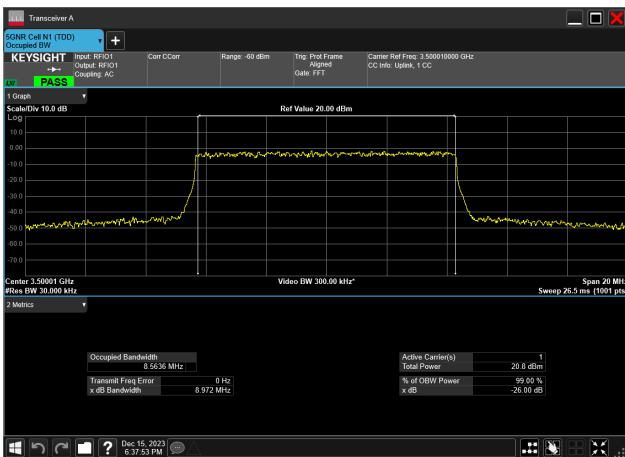 Transceiver A
5GNR Cell N1 (TDD)
Occupied BW
KEYSIGHT
Input: RFIO1
Output: RFIO1
Coupling: AC
Corr CCorr
Range: -60 dBm
Trig: Prot Frame
Aligned
Gate: FFT
Carrier Ref Freq: 3.500010000 GHz
CC Info: Uplink, 1 CC
PASS
1 Graph
Scale/Div 10.0 dB
Ref Value 20.00 dBm
Log
10.0
0.00
-10.0
-20.0
-30.0
-40.0
-50.0
-60.0
-70.0
Center 3.50001 GHz
Video BW 300.00 kHz*
Span 20 MHz
#Res BW 30.000 kHz
Sweep 26.5 ms (1001 pts
2 Metrics
Occupied Bandwidth
8.5636 MHz
Active Carrier(s) 1
Total Power 20.8 dBm
Transmit Freq Error 0 Hz
x dB Bandwidth 8.972 MHz
% of OBW Power 99.00 %
x dB -26.00 dB
?
Dec 15, 2023
6:37:53 PM